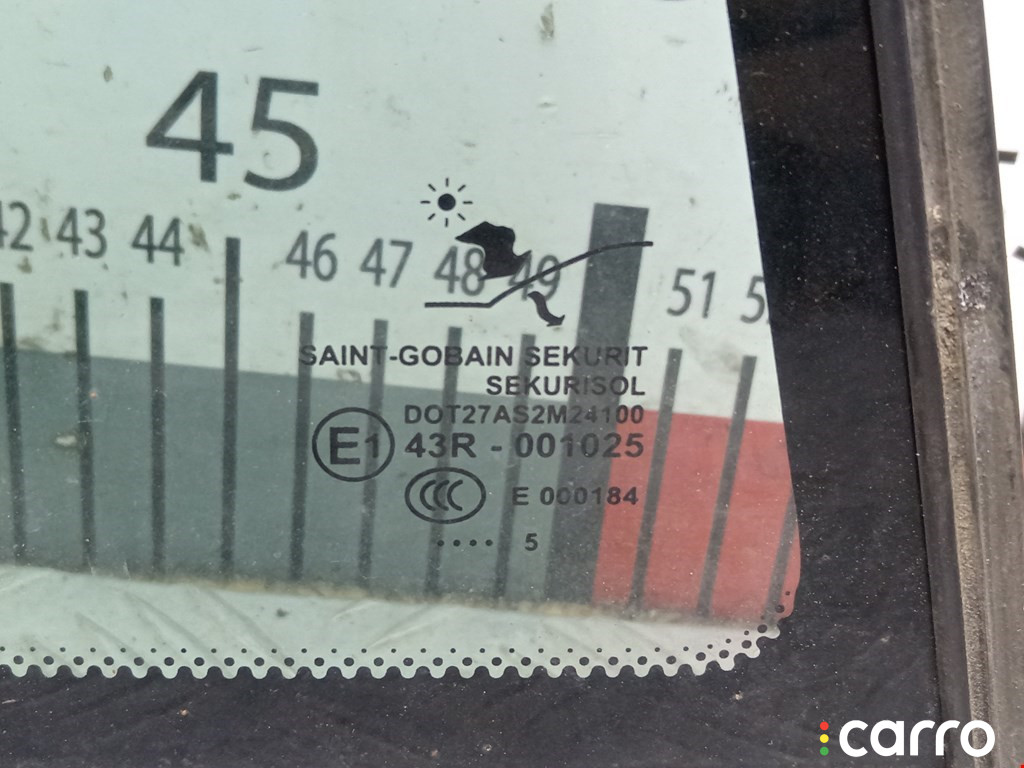 45
42 43 44 46 47 48 49 51
SAINT-GOBAIN SEKURIT
SEKURISOL
DOT27AS2M24100
E1 43R - 001025
CCC E 000184
.... 5
carro